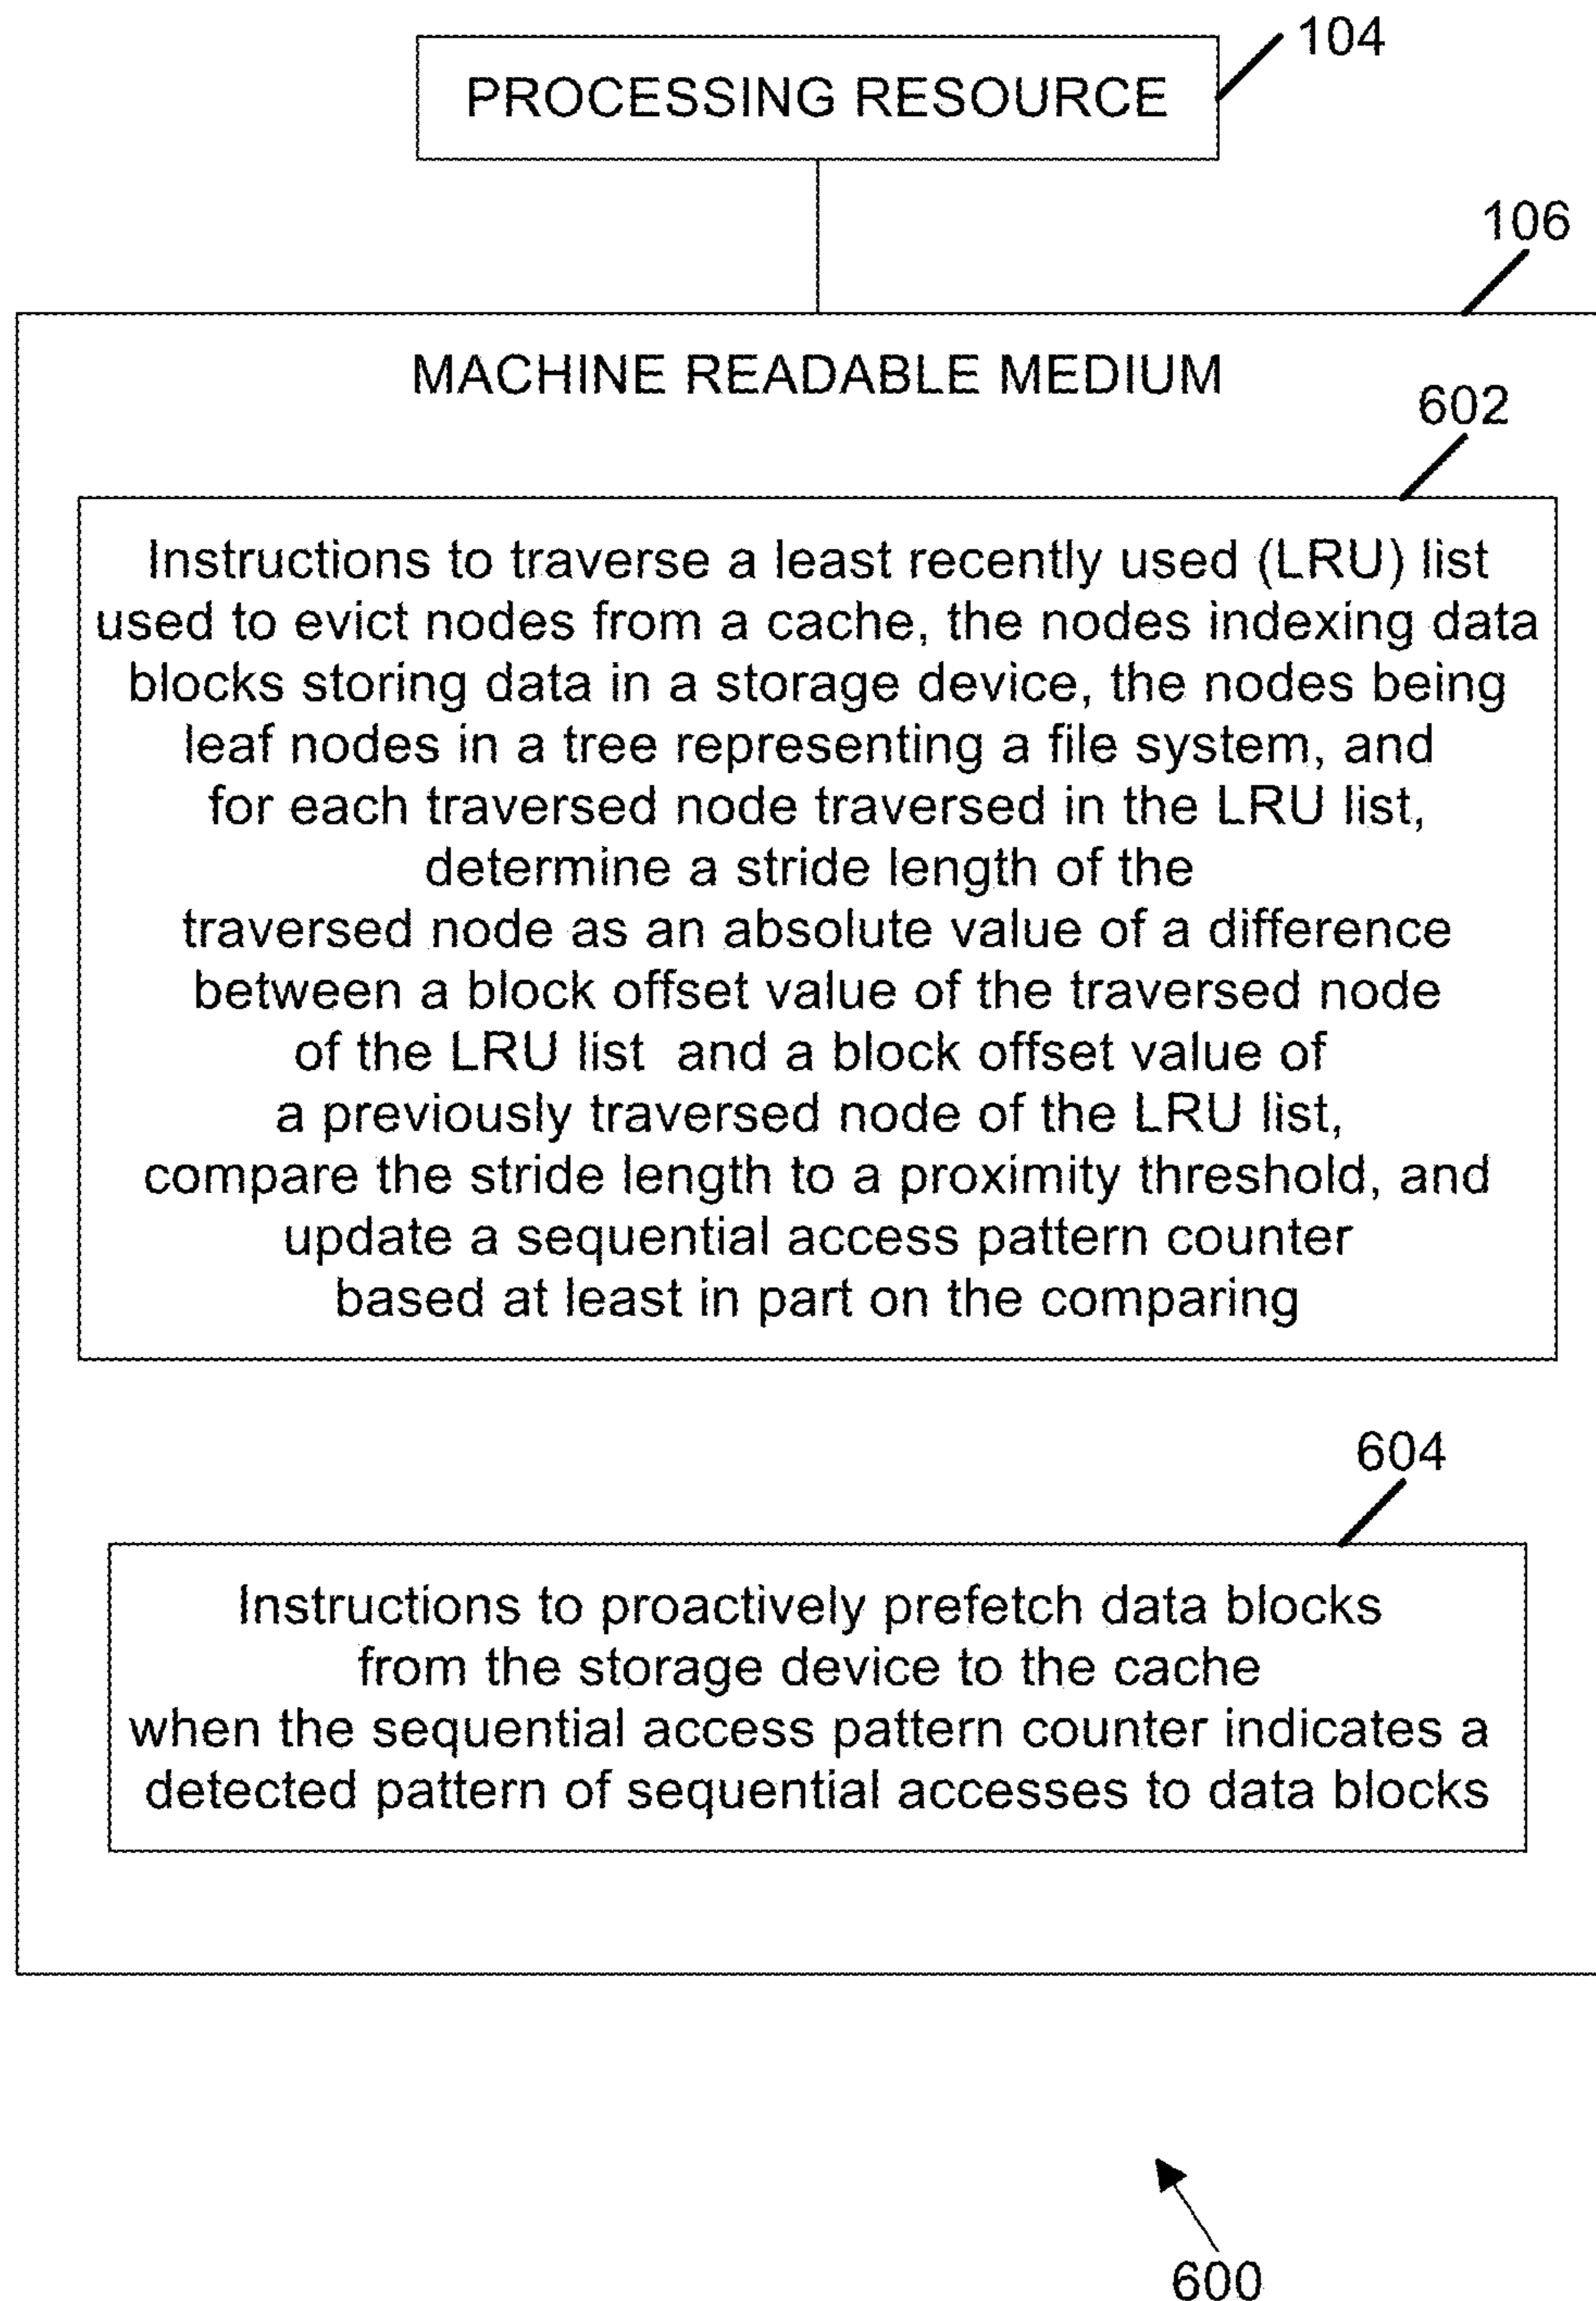 104
PROCESSING RESOURCE
106
MACHINE READABLE MEDIUM
602
Instructions to traverse a least recently used (LRU) list
used to evict nodes from a cache, the nodes indexing data
blocks storing data in a storage device, the nodes being
leaf nodes in a tree representing a file system, and
for each traversed node traversed in the LRU list,
determine a stride length of the
traversed node as an absolute value of a difference
between a block offset value of the traversed node
of the LRU list and a block offset value of
a previously traversed node of the LRU list,
compare the stride length to a proximity threshold, and
update a sequential access pattern counter
based at least in part on the comparing
604
Instructions to proactively prefetch data blocks
from the storage device to the cache
when the sequential access pattern counter indicates a
detected pattern of sequential accesses to data blocks
600